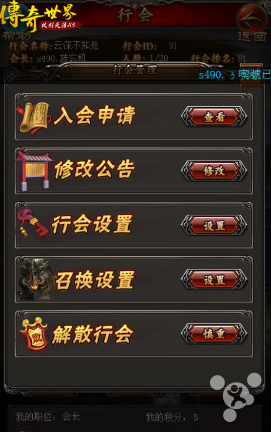 傳奇世界
行会
返回
行会名称: 云深不知处 行会ID: 91
会长: s490. 人数: 1/20 行会排名: 91
行会管理
入会申请 查看
修改公告 修改
行会设置 设置
召换设置 设置
解散行会 慎重
我的职位: 会长 我的积分: 5